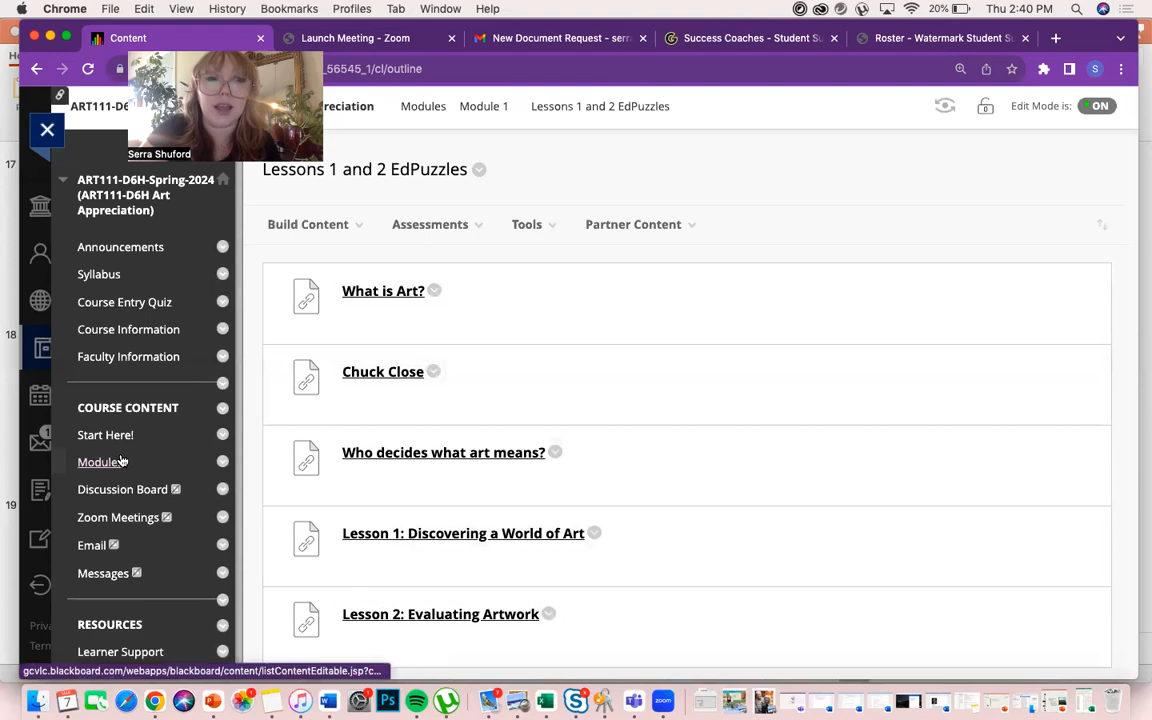 Chrome File Edit View History Bookmarks Profiles Tab Window Help 20% Thu 2:40 PM
Content Launch Meeting - Zoom New Document Request - serra Success Coaches - Student Su Roster - Watermark Student S
_56545_1/cl/outline
ART111-D6 preciation Modules Module 1 Lessons 1 and 2 EdPuzzles Edit Mode is: ON
Serra Shuford
Lessons 1 and 2 EdPuzzles
ART111-D6H-Spring-2024
(ART111-D6H Art
Appreciation)
Build Content Assessments Tools Partner Content
Announcements
Syllabus
Course Entry Quiz
Course Information
Faculty Information
COURSE CONTENT
Start Here!
Modules
Discussion Board
Zoom Meetings
Email
Messages
RESOURCES
Learner Support
What is Art?
Chuck Close
Who decides what art means?
Lesson 1: Discovering a World of Art
Lesson 2: Evaluating Artwork
17
18
19
gcvlc.blackboard.com/webapps/blackboard/content/listContentEditable.jsp?c...